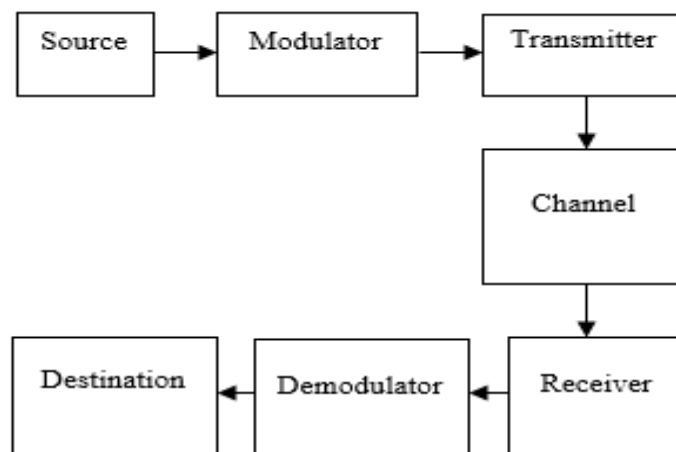 Source
Modulator
Transmitter
Channel
Receiver
Demodulator
Destination